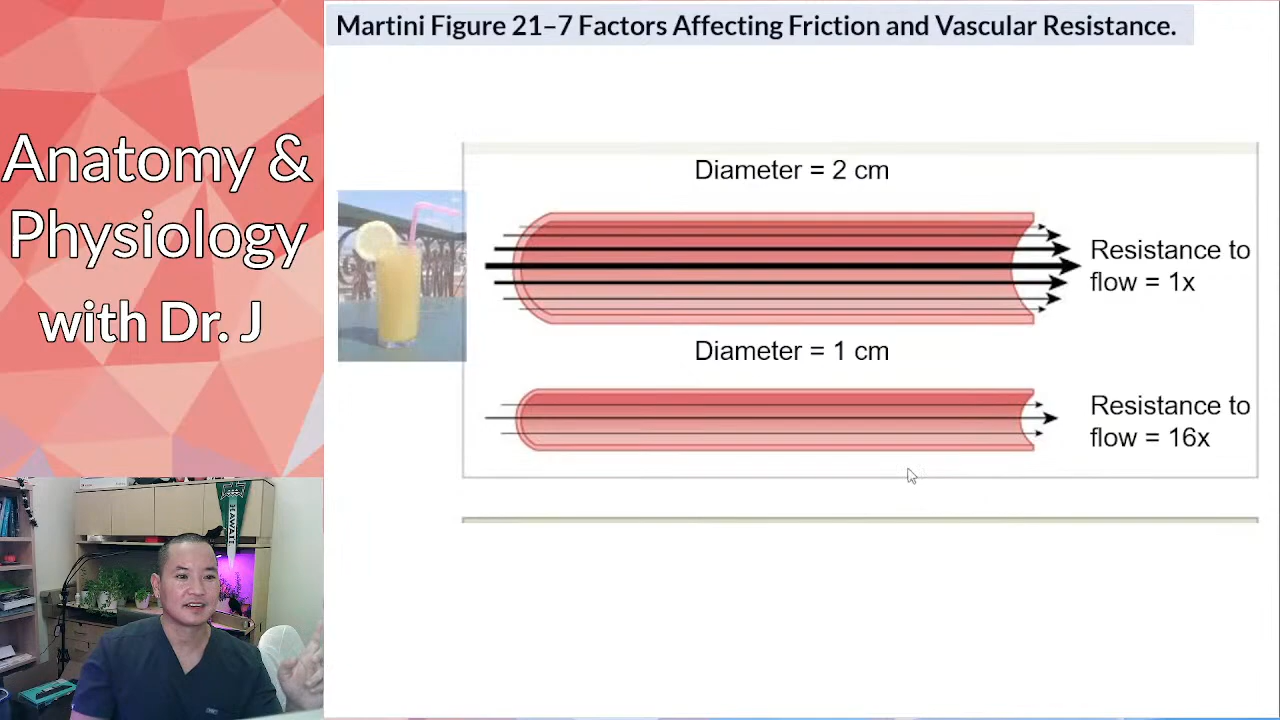 Martini Figure 21–7 Factors Affecting Friction and Vascular Resistance.
Anatomy &
Physiology
with Dr. J
Diameter = 2 cm
Resistance to
flow = 1x
Diameter = 1 cm
Resistance to
flow = 16x
HAWAI'I